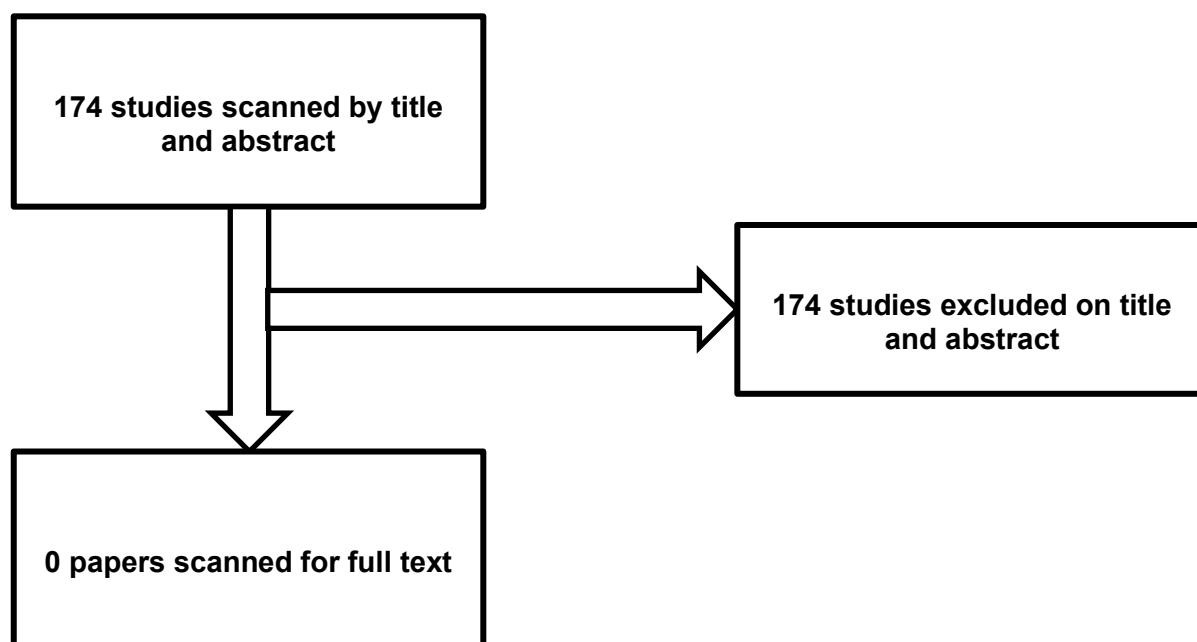 174 studies scanned by title
and abstract
174 studies excluded on title
and abstract
0 papers scanned for full text